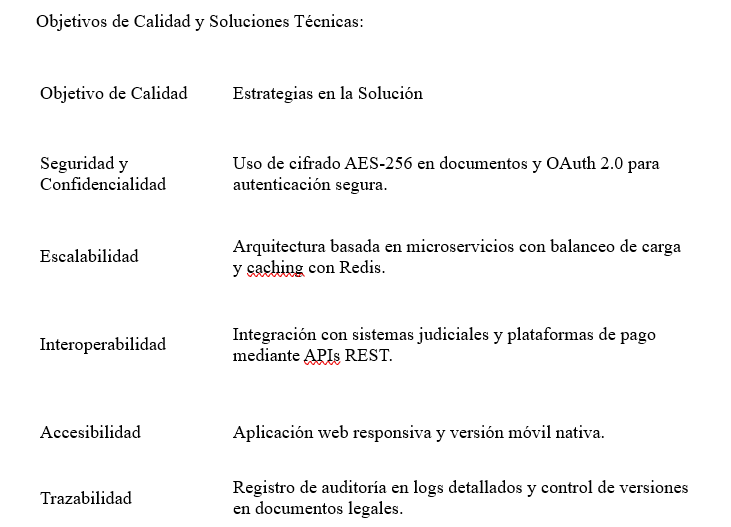 Objetivos de Calidad y Soluciones Técnicas:
Objetivo de Calidad
Estrategias en la Solución
Seguridad y
Confidencialidad
Uso de cifrado AES-256 en documentos y OAuth 2.0 para
autenticación segura.
Escalabilidad
Arquitectura basada en microservicios con balanceo de carga
y caching con Redis.
Interoperabilidad
Integración con sistemas judiciales y plataformas de pago
mediante APIs REST.
Accesibilidad
Aplicación web responsiva y versión móvil nativa.
Trazabilidad
Registro de auditoría en logs detallados y control de versiones
en documentos legales.